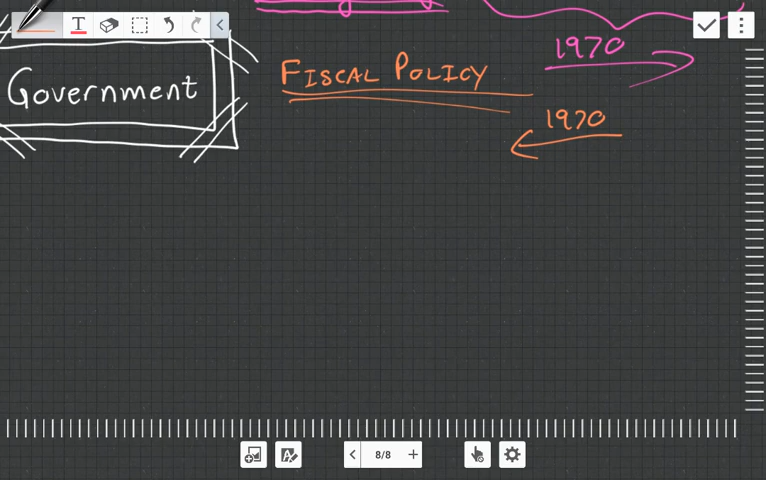 T
1970
Government
FISCAL POLICY
1970
8/8